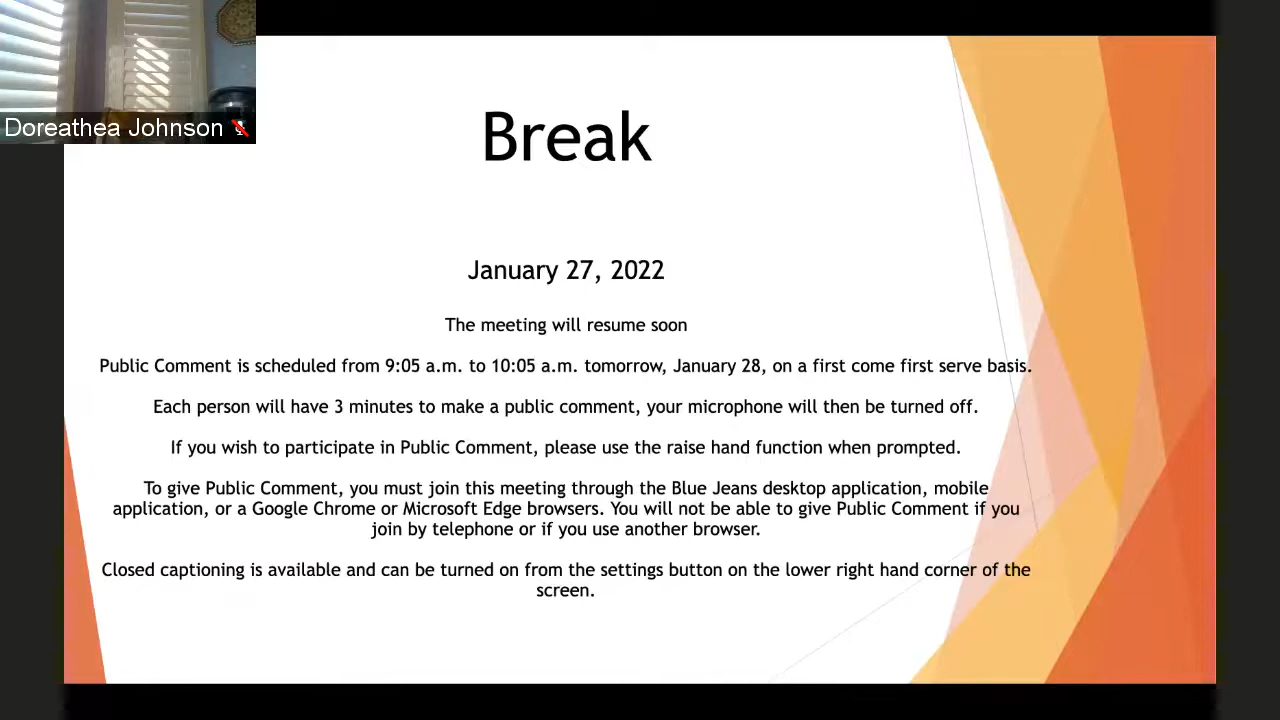 Doreathea Johnson
Break
January 27, 2022
The meeting will resume soon
Public Comment is scheduled from 9:05 a.m. to 10:05 a.m. tomorrow, January 28, on a first come first serve basis.
Each person will have 3 minutes to make a public comment, your microphone will then be turned off.
If you wish to participate in Public Comment, please use the raise hand function when prompted.
To give Public Comment, you must join this meeting through the Blue Jeans desktop application, mobile
application, or a Google Chrome or Microsoft Edge browsers. You will not be able to give Public Comment if you
join by telephone or if you use another browser.
Closed captioning is available and can be turned on from the settings button on the lower right hand corner of the
screen.